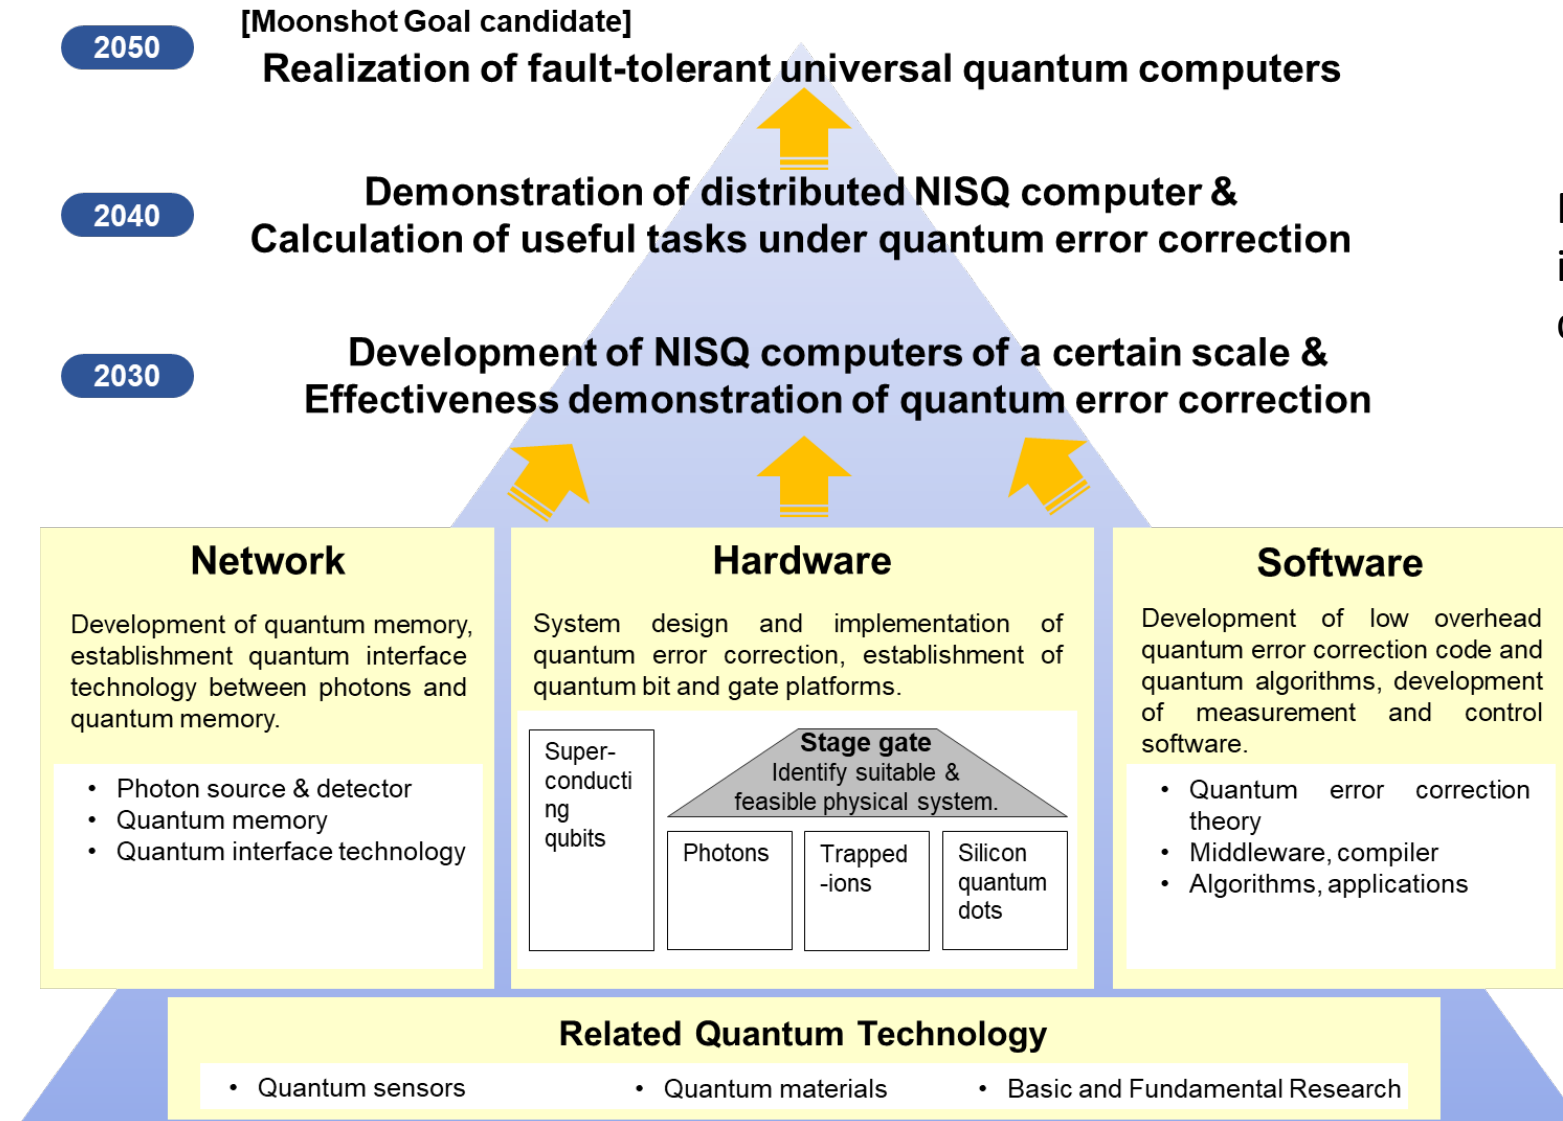 [Moonshot Goal candidate]
2050
Realization of fault-tolerant universal quantum computers
2040
Demonstration of distributed NISQ computer &
Calculation of useful tasks under quantum error correction
2030
Development of NISQ computers of a certain scale &
Effectiveness demonstration of quantum error correction
Network
Development of quantum memory,
establishment quantum interface
technology between photons and
quantum memory.
• Photon source & detector
• Quantum memory
• Quantum interface technology
Hardware
System design and implementation of
quantum error correction, establishment of
quantum bit and gate platforms.
Super-
conducti
ng
qubits
Stage gate
Identify suitable &
feasible physical system.
Photons
Trapped
-ions
Silicon
quantum
dots
Software
Development of low overhead
quantum error correction code and
quantum algorithms, development
of measurement and control
software.
• Quantum error correction
theory
• Middleware, compiler
• Algorithms, applications
Related Quantum Technology
• Quantum sensors
• Quantum materials
• Basic and Fundamental Research